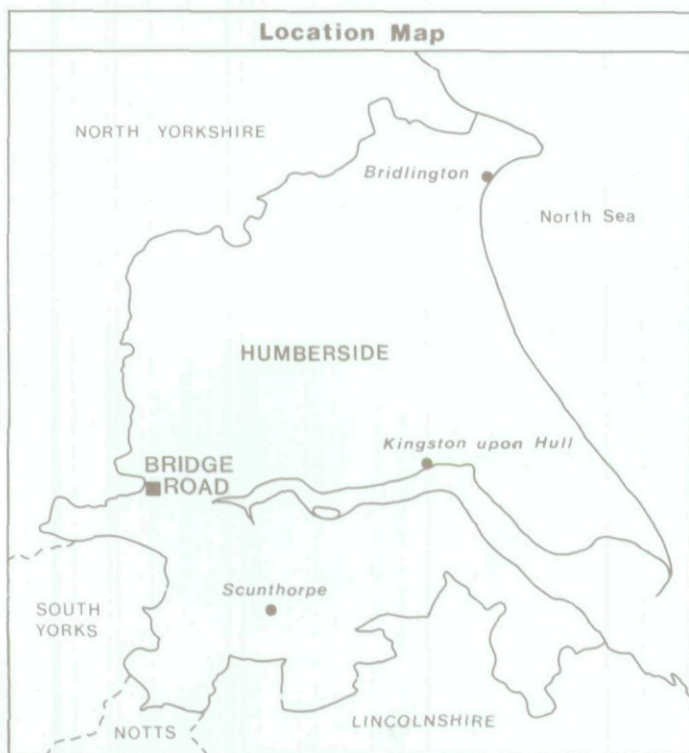 Location Map
NORTH YORKSHIRE
Bridlington
North Sea
HUMBERSIDE
Kingston upon Hull
BRIDGE
ROAD
Scunthorpe
SOUTH
YORKS
NOTTS
LINCOLNSHIRE